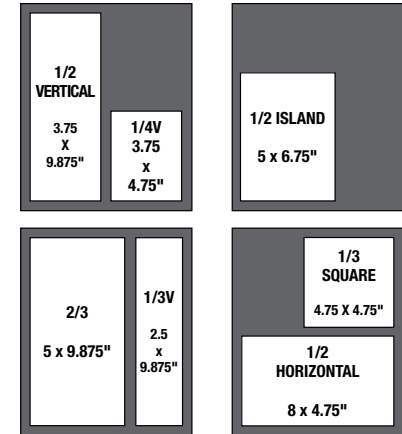 1/2
VERTICAL
3.75
X
9.875"
1/4V
3.75
x
4.75"
1/2 ISLAND
5 x 6.75"
2/3
5 x 9.875"
1/3V
2.5
x
9.875"
1/3
SQUARE
4.75 X 4.75"
1/2
HORIZONTAL
8 x 4.75"